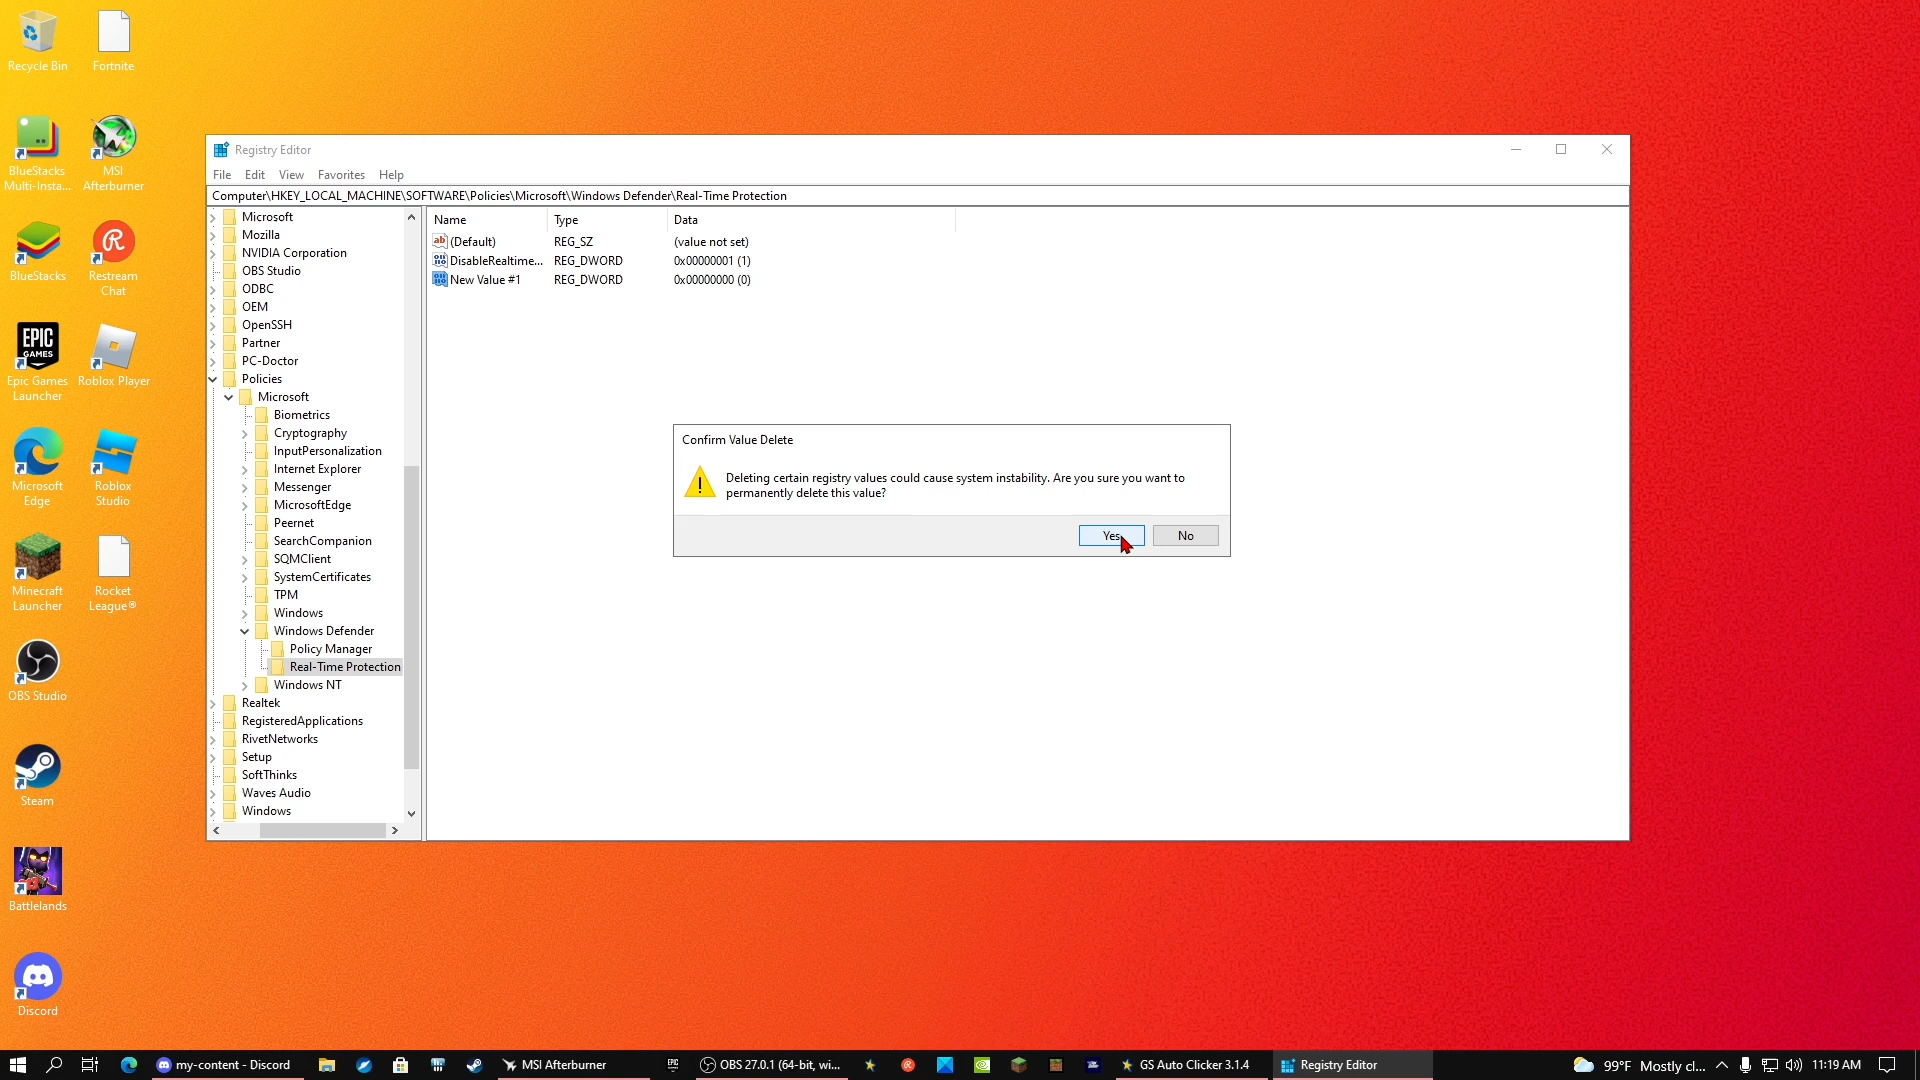 Recycle Bin
Fortnite
BlueStacks
Multi-Insta...
MSI
Afterburner
BlueStacks
Restream
Chat
EPIC
GAMES
Epic Games
Launcher
Roblox Player
Microsoft
Edge
Roblox
Studio
Minecraft
Launcher
Rocket
League®
OBS Studio
Steam
Battlelands
Discord
Registry Editor
File Edit View Favorites Help
Computer\HKEY_LOCAL_MACHINE\SOFTWARE\Policies\Microsoft\Windows Defender\Real-Time Protection
Microsoft
Mozilla
NVIDIA Corporation
OBS Studio
ODBC
OEM
OpenSSH
Partner
PC-Doctor
Policies
Microsoft
Biometrics
Cryptography
InputPersonalization
Internet Explorer
Messenger
MicrosoftEdge
Peernet
SearchCompanion
SQMClient
SystemCertificates
TPM
Windows
Windows Defender
Policy Manager
Real-Time Protection
Windows NT
Realtek
RegisteredApplications
RivetNetworks
Setup
SoftThinks
Waves Audio
Windows
Name Type Data
(Default) REG_SZ (value not set)
DisableRealtime... REG_DWORD 0x00000001 (1)
New Value #1 REG_DWORD 0x00000000 (0)
Confirm Value Delete
Deleting certain registry values could cause system instability. Are you sure you want to
permanently delete this value?
Yes No
my-content - Discord MSI Afterburner EPIC OBS 27.0.1 (64-bit, wi... GS Auto Clicker 3.1.4 Registry Editor 99°F Mostly cl... 11:19 AM